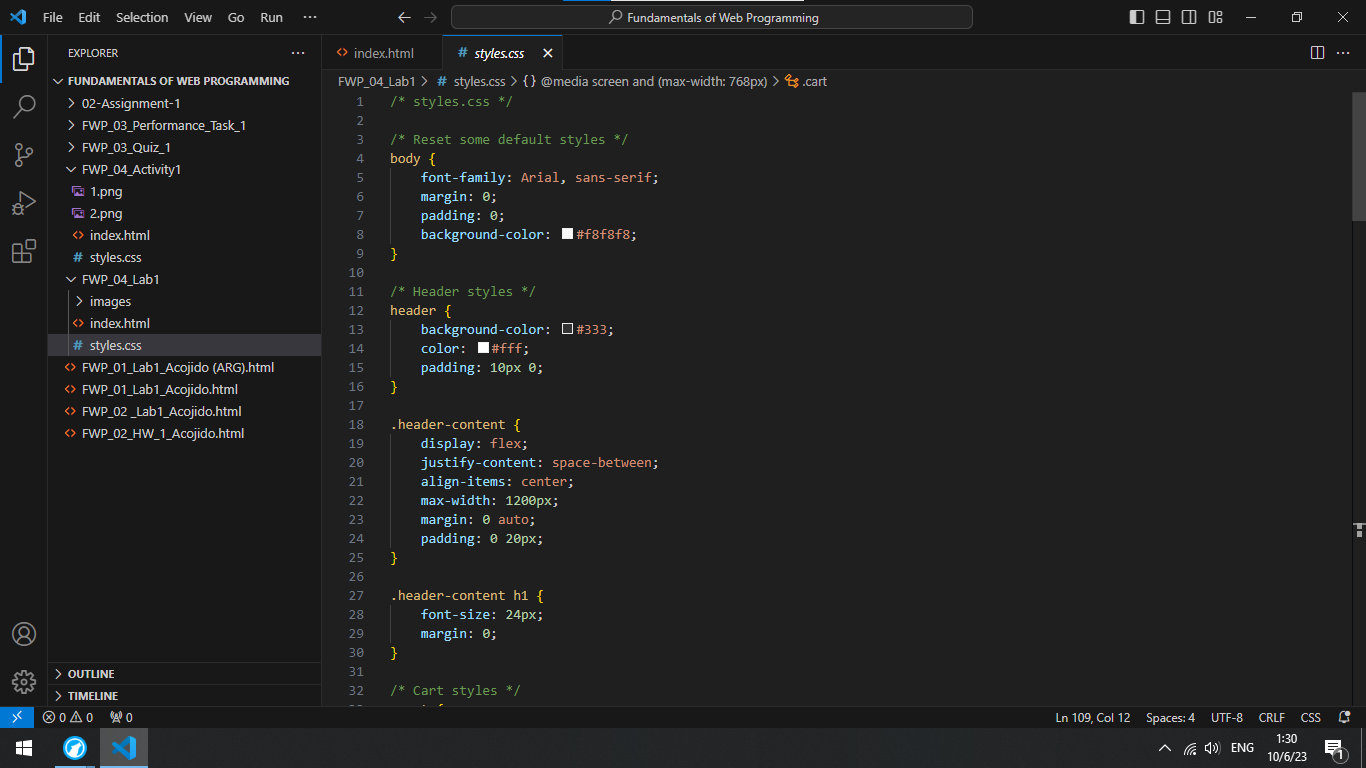 File Edit Selection View Go Run ···
Fundamentals of Web Programming
EXPLORER
FUNDAMENTALS OF WEB PROGRAMMING
02-Assignment-1
FWP_03_Performance_Task_1
FWP_03_Quiz_1
FWP_04_Activity1
1.png
2.png
index.html
styles.css
FWP_04_Lab1
images
index.html
styles.css
FWP_01_Lab1_Acojido (ARG).html
FWP_01_Lab1_Acojido.html
FWP_02 _Lab1_Acojido.html
FWP_02_HW_1_Acojido.html
OUTLINE
TIMELINE
index.html
styles.css
FWP_04_Lab1 > # styles.css > {} @media screen and (max-width: 768px) > .cart
1 /* styles.css */
2
3 /* Reset some default styles */
4 body {
5 font-family: Arial, sans-serif;
6 margin: 0;
7 padding: 0;
8 background-color: #f8f8f8;
9 }
10
11 /* Header styles */
12 header {
13 background-color: #333;
14 color: #fff;
15 padding: 10px 0;
16 }
17
18 .header-content {
19 display: flex;
20 justify-content: space-between;
21 align-items: center;
22 max-width: 1200px;
23 margin: 0 auto;
24 padding: 0 20px;
25 }
26
27 .header-content h1 {
28 font-size: 24px;
29 margin: 0;
30 }
31
32 /* Cart styles */
0 0 0
Ln 109, Col 12 Spaces: 4 UTF-8 CRLF CSS
ENG
1:30
10/6/23
1